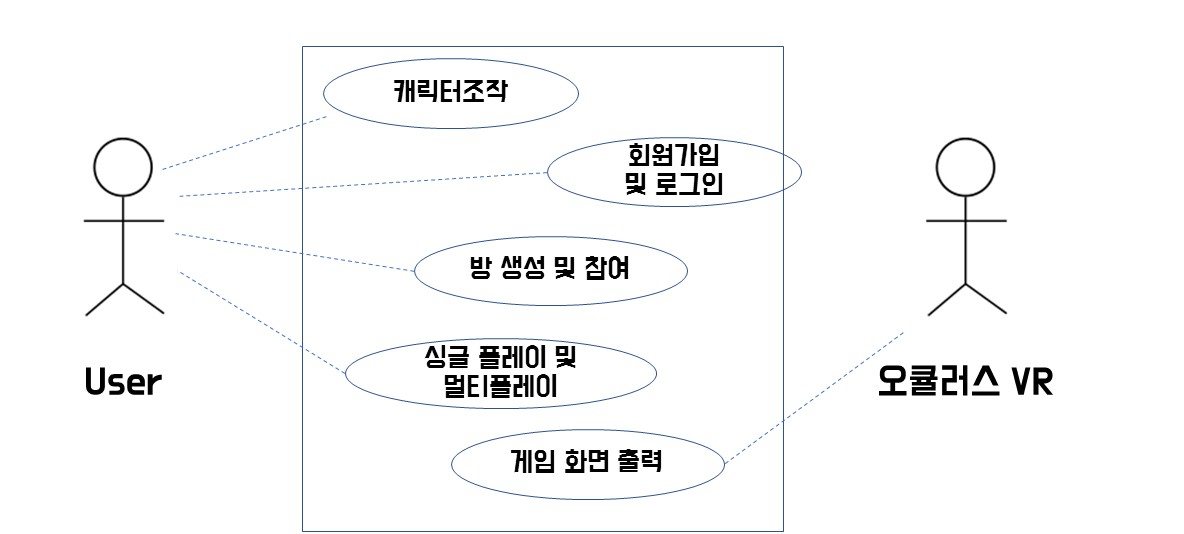 캐릭터조작
회원가입
및 로그인
방 생성 및 참여
싱글 플레이 및
멀티플레이
User
오큘러스 VR
게임 화면 출력